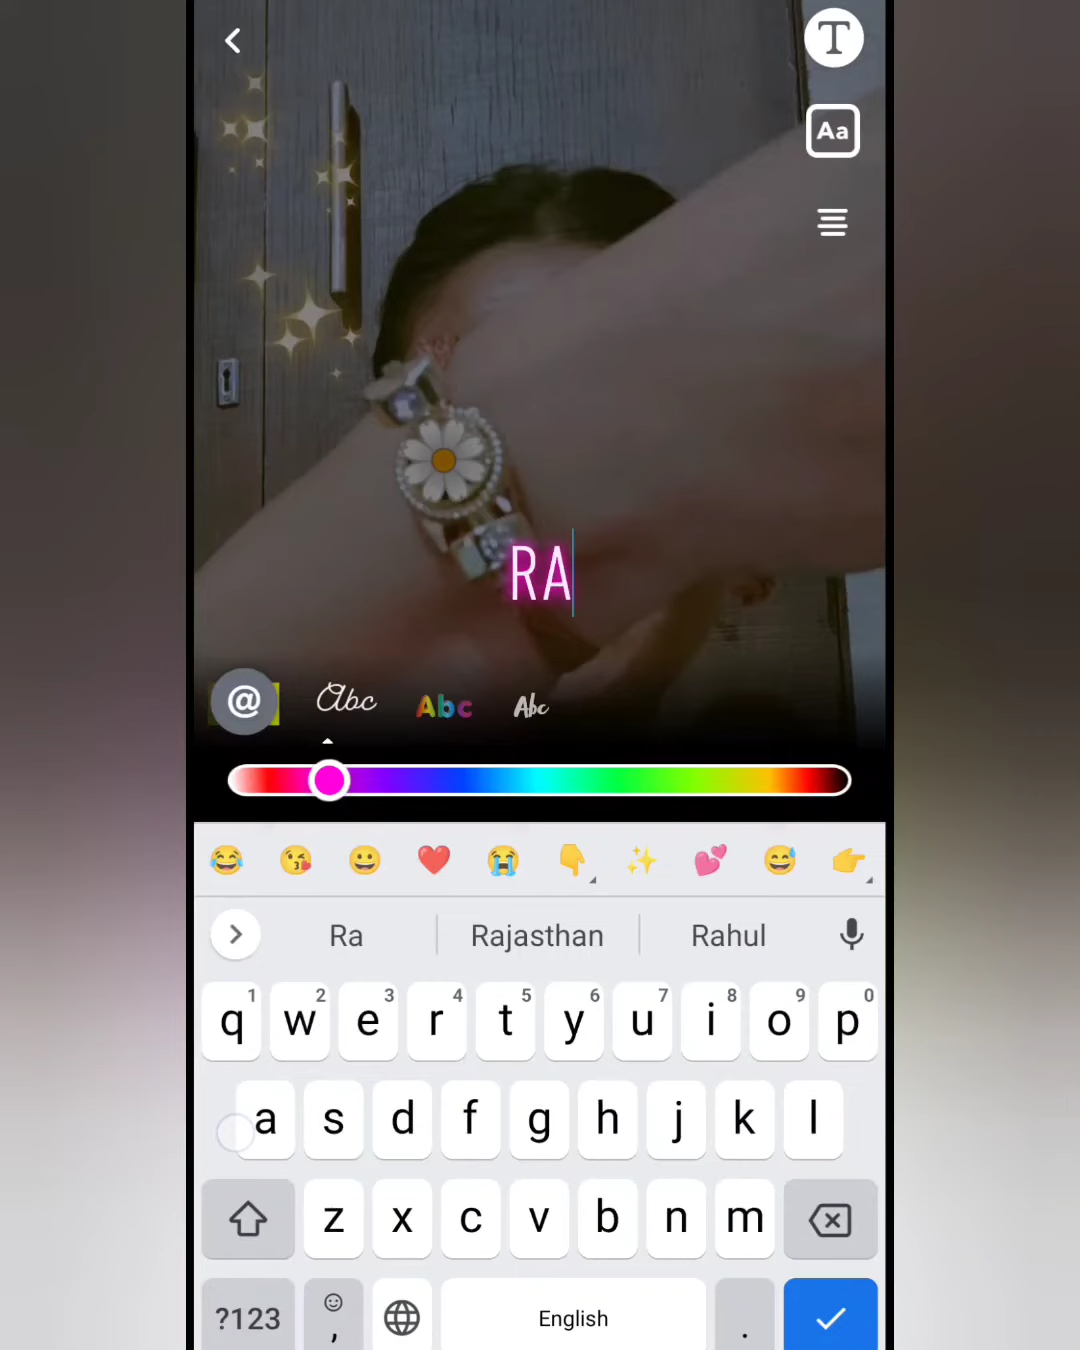 T
Aa
RA
@ Abc Abc Abc
Ra Rajasthan Rahul
1 2 3 4 5 6 7 8 9 0
q w e r t y u i o p
a s d f g h j k l
z x c v b n m
?123 , English .